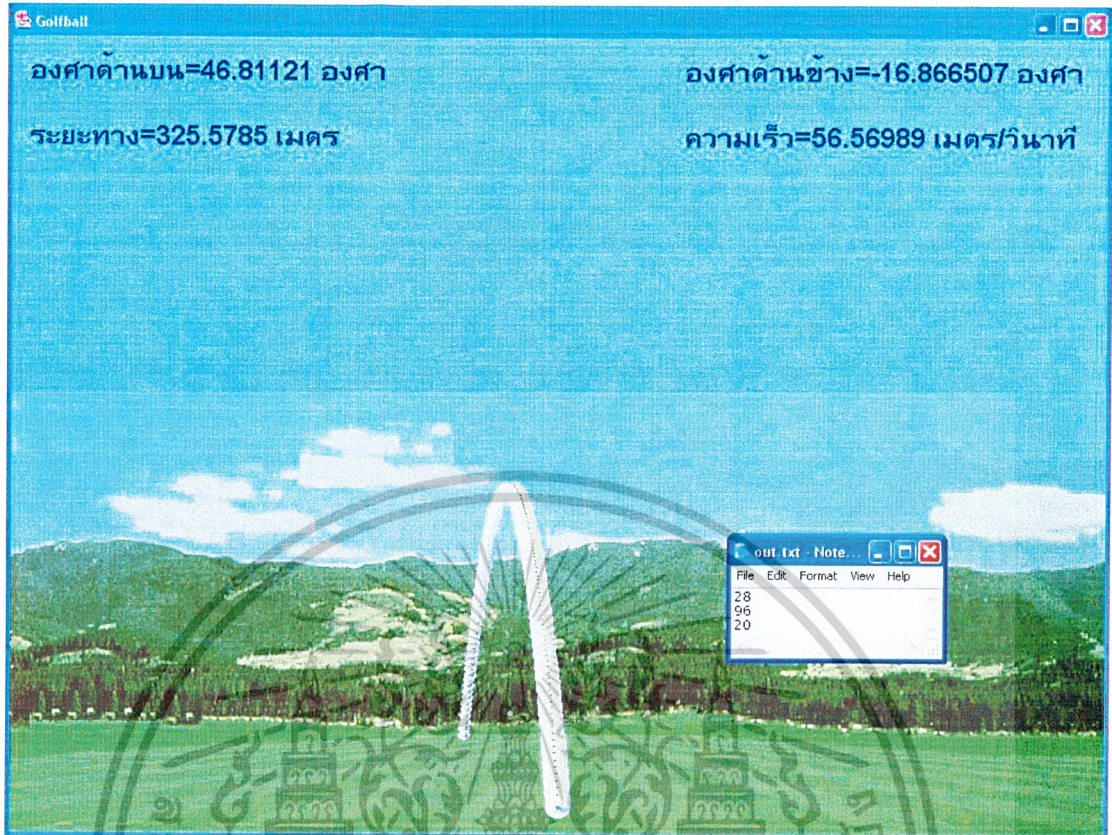 Golfball
องศาด้านบน=46.81121 องศา
องศาด้านข้าง=-16.866507 องศา
ระยะทาง=325.5785 เมตร
ความเร็ว=56.56989 เมตร/วินาที
out.txt - Note...
File Edit Format View Help
28
96
20